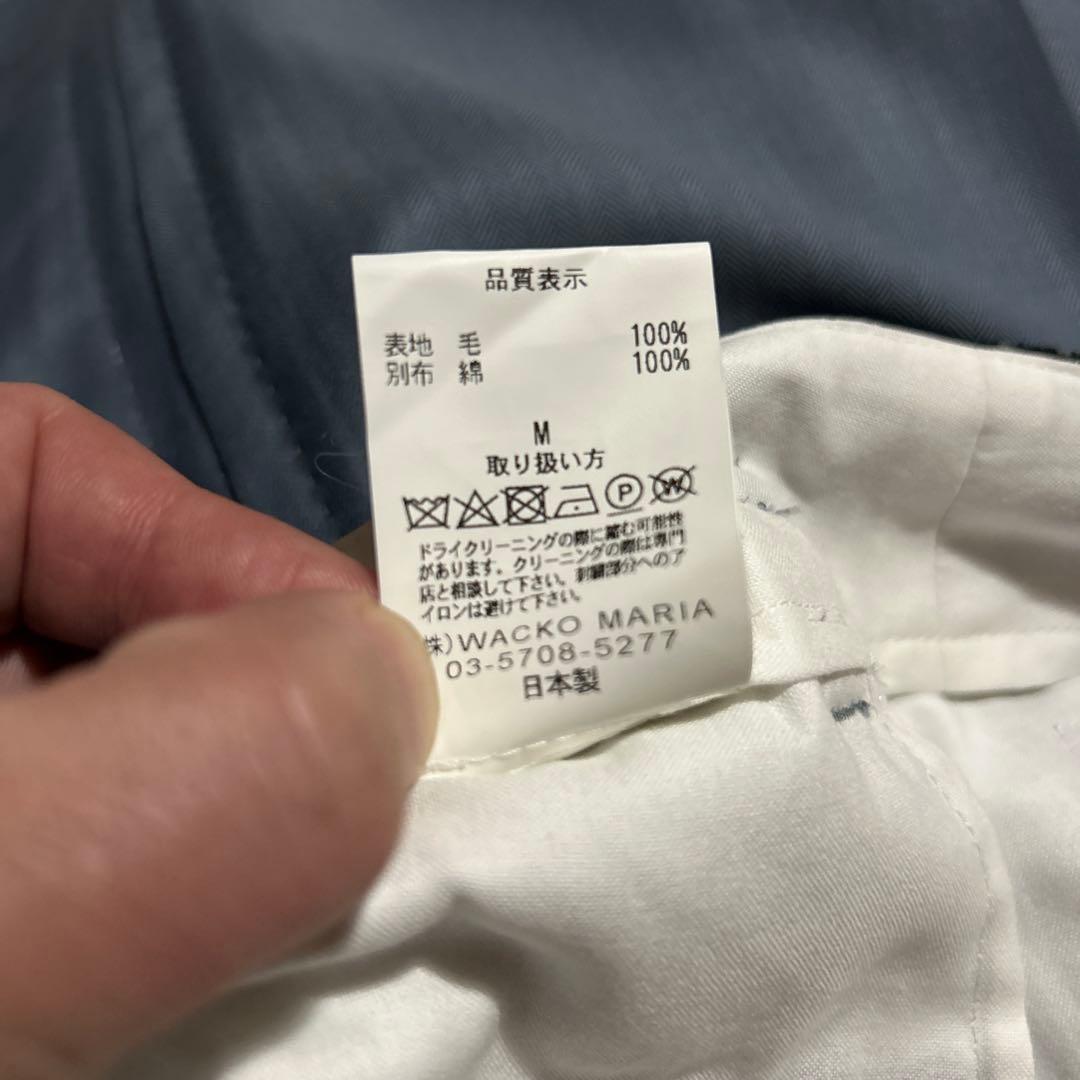 品質表示
表地 毛 100%
別布 綿 100%
M
取り扱い方
P W
ドライクリーニングの際に縮む可能性
があります。クリーニングの際は専門
店と相談して下さい。刺繍部分へのア
イロンは避けて下さい。
株)WACKO MARIA
03-5708-5277
日本製